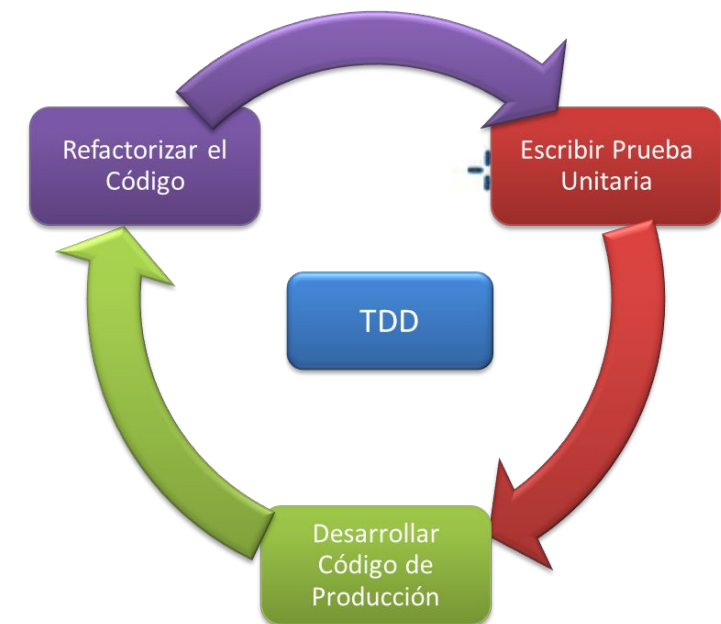 Refactorizar el
Código
Escribir Prueba
Unitaria
TDD
Desarrollar
Código de
Producción